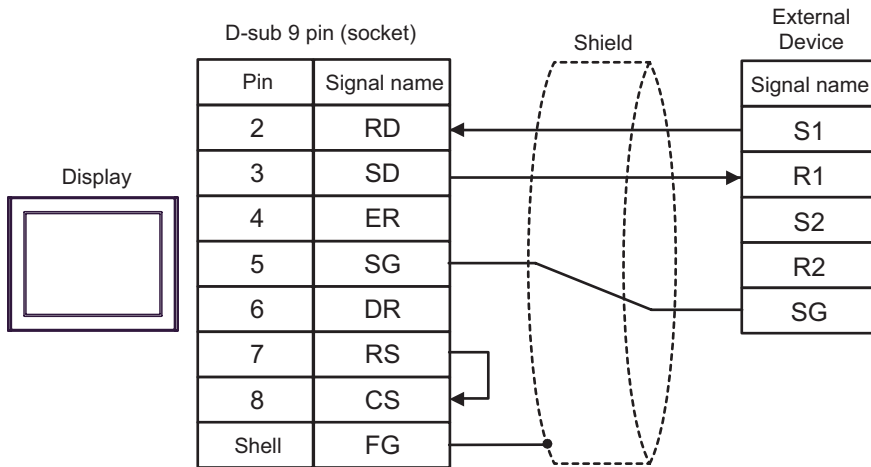 D-sub 9 pin (socket)
Shield
External
Device
Pin Signal name
Signal name
2 RD
S1
3 SD
R1
Display
4 ER
S2
5 SG
R2
6 DR
SG
7 RS
8 CS
Shell FG